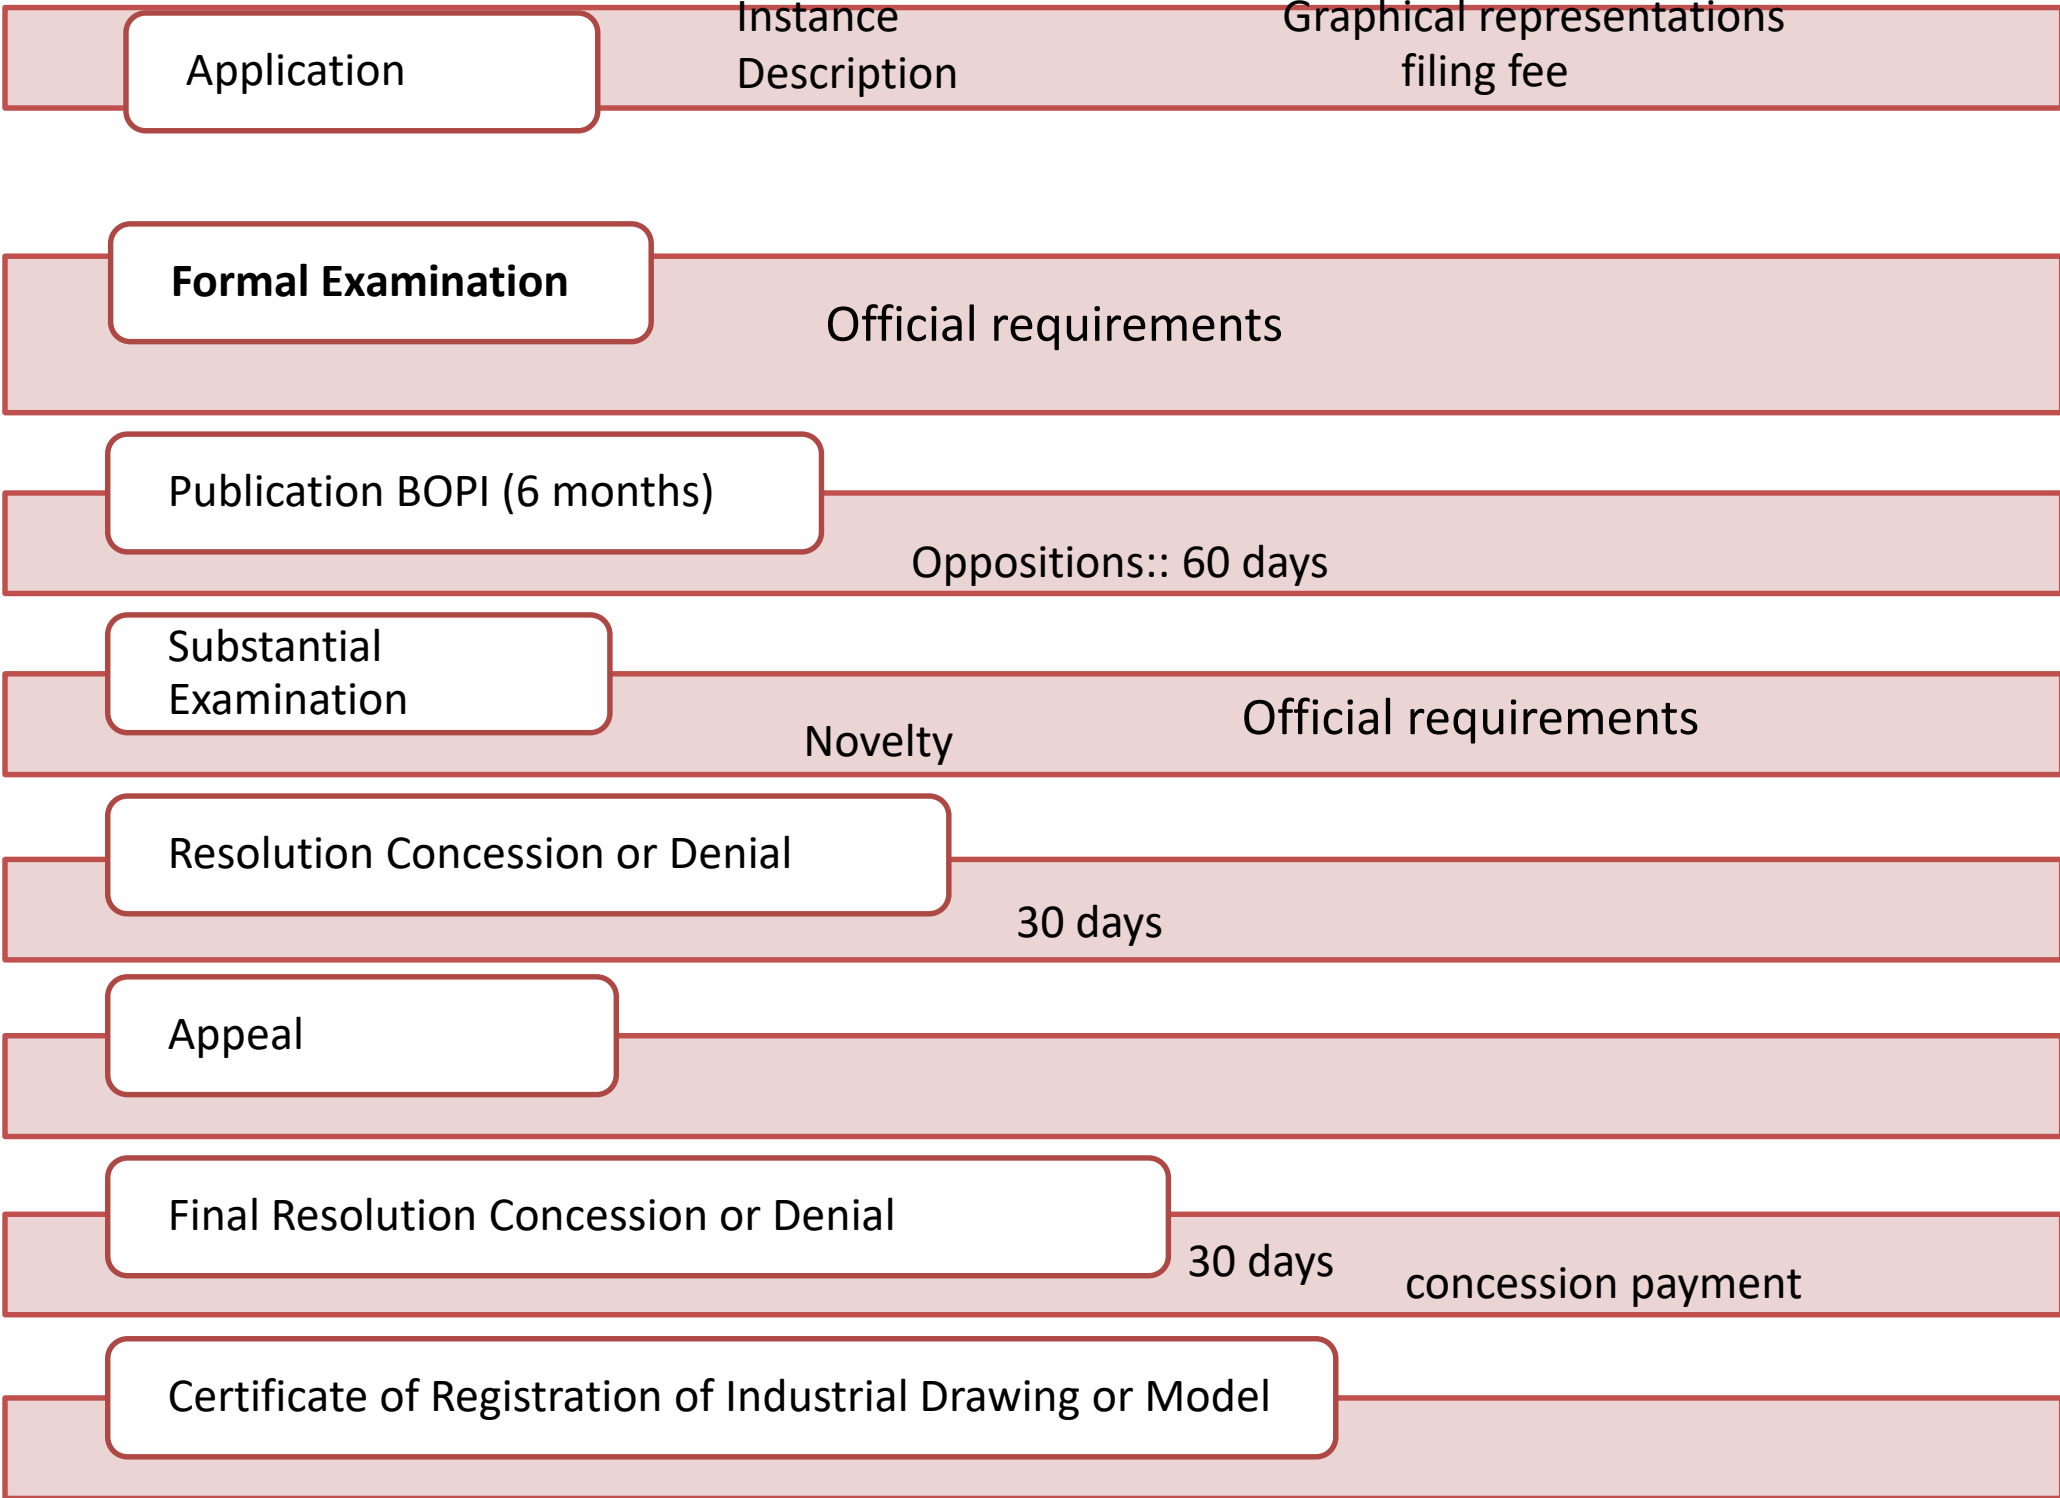 Instance
Graphical representations
Application
Description
filing fee
Formal Examination
Official requirements
Publication BOPI (6 months)
Oppositions:: 60 days
Substantial
Examination
Novelty
Official requirements
Resolution Concession or Denial
30 days
Appeal
Final Resolution Concession or Denial
30 days
concession payment
Certificate of Registration of Industrial Drawing or Model